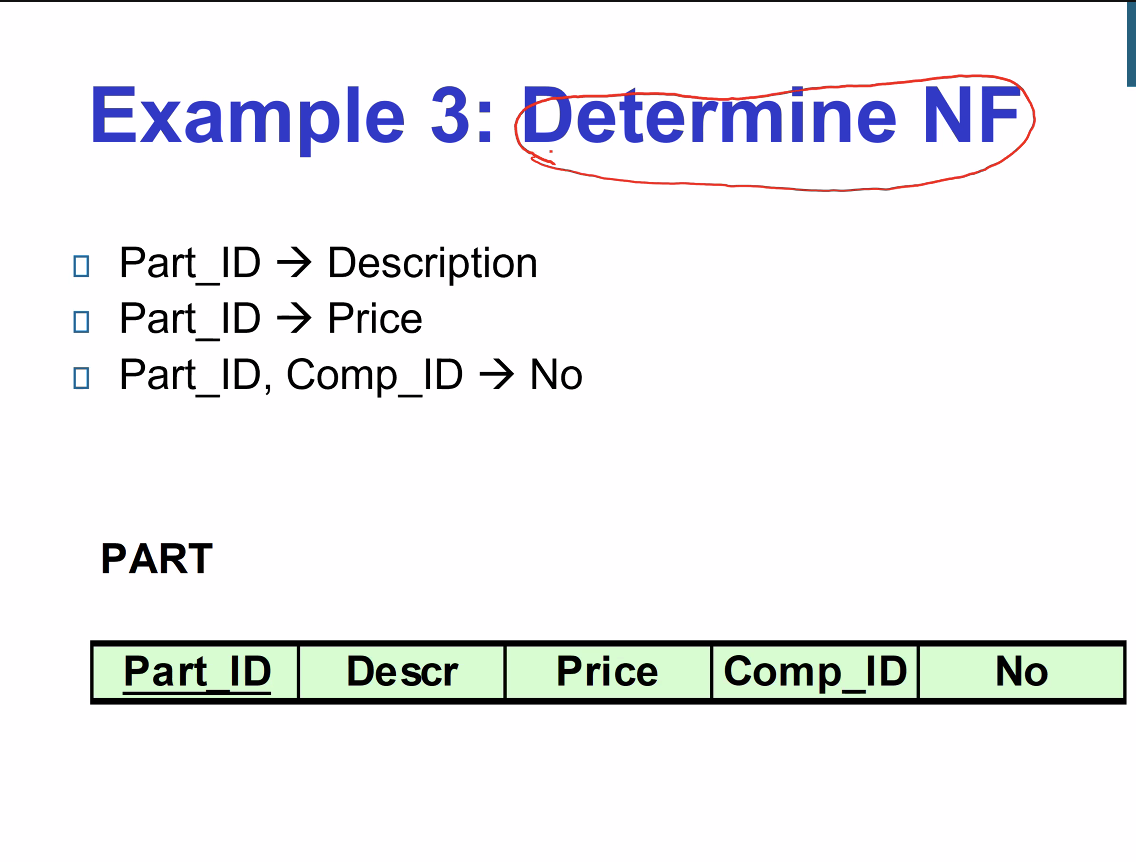 Example 3: Determine NF
Part_ID → Description
Part_ID → Price
Part_ID, Comp_ID → No
PART
Part_ID Descr Price Comp_ID No